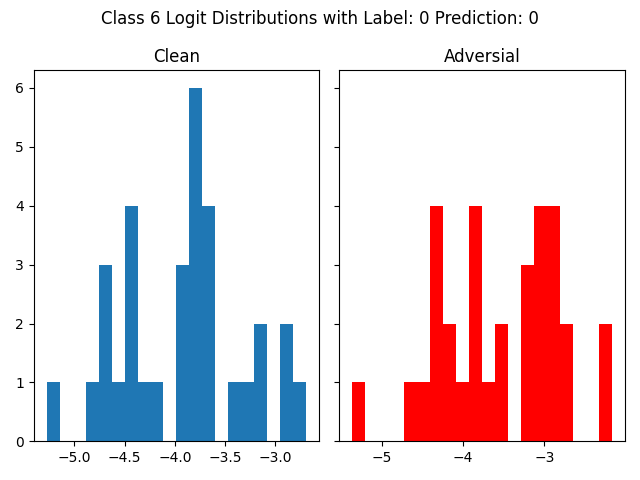 Class 6 Logit Distributions with Label: 0 Prediction: 0
Clean
Adversial
6
5
4
3
2
1
0
−5.0 −4.5 −4.0 −3.5 −3.0
−5 −4 −3